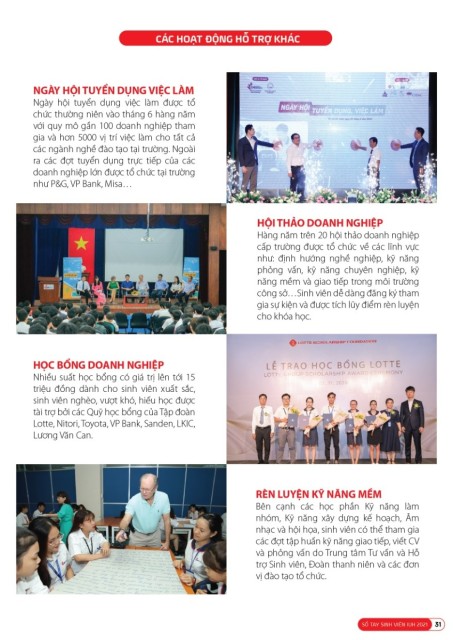 CÁC HOẠT ĐỘNG HỖ TRỢ KHÁC
NGÀY HỘI TUYỂN DỤNG VIỆC LÀM
Ngày hội tuyển dụng việc làm được tổ
chức thường niên vào tháng 6 hàng năm
với quy mô gần 100 doanh nghiệp tham
gia và hơn 5000 vị trí việc làm cho tất cả
các ngành nghề đào tạo tại trường. Ngoài
ra các đợt tuyển dụng trực tiếp của các
doanh nghiệp lớn được tổ chức tại trường
như P&G, VP Bank, Misa…
NGÀY HỘI
TUYỂN DỤNG, VIỆC LÀM
HỘI THẢO DOANH NGHIỆP
Hàng năm trên 20 hội thảo doanh nghiệp
cấp trường được tổ chức về các lĩnh vực
như: định hướng nghề nghiệp, kỹ năng
phỏng vấn, kỹ năng chuyên nghiệp, kỹ
năng mềm và giao tiếp trong môi trường
công sở…Sinh viên dễ dàng đăng ký tham
gia sự kiện và được tích lũy điểm rèn luyện
cho khóa học.
HỌC BỔNG DOANH NGHIỆP
Nhiều suất học bổng có giá trị lên tới 15
triệu đồng dành cho sinh viên xuất sắc,
sinh viên nghèo, vượt khó, hiếu học được
tài trợ bởi các Quỹ học bổng của Tập đoàn
Lotte, Nitori, Toyota, VP Bank, Sanden, LKIC,
Lương Văn Can.
LỄ TRAO HỌC BỔNG LOTTE
RÈN LUYỆN KỸ NĂNG MỀM
Bên cạnh các học phần Kỹ năng làm
nhóm, Kỹ năng xây dựng kế hoạch, Âm
nhạc và hội họa, sinh viên có thể tham gia
các đợt tập huấn kỹ năng giao tiếp, viết CV
và phỏng vấn do Trung tâm Tư vấn và Hỗ
trợ Sinh viên, Đoàn thanh niên và các đơn
vị đào tạo tổ chức.
SỔ TAY SINH VIÊN IUH 2021
31